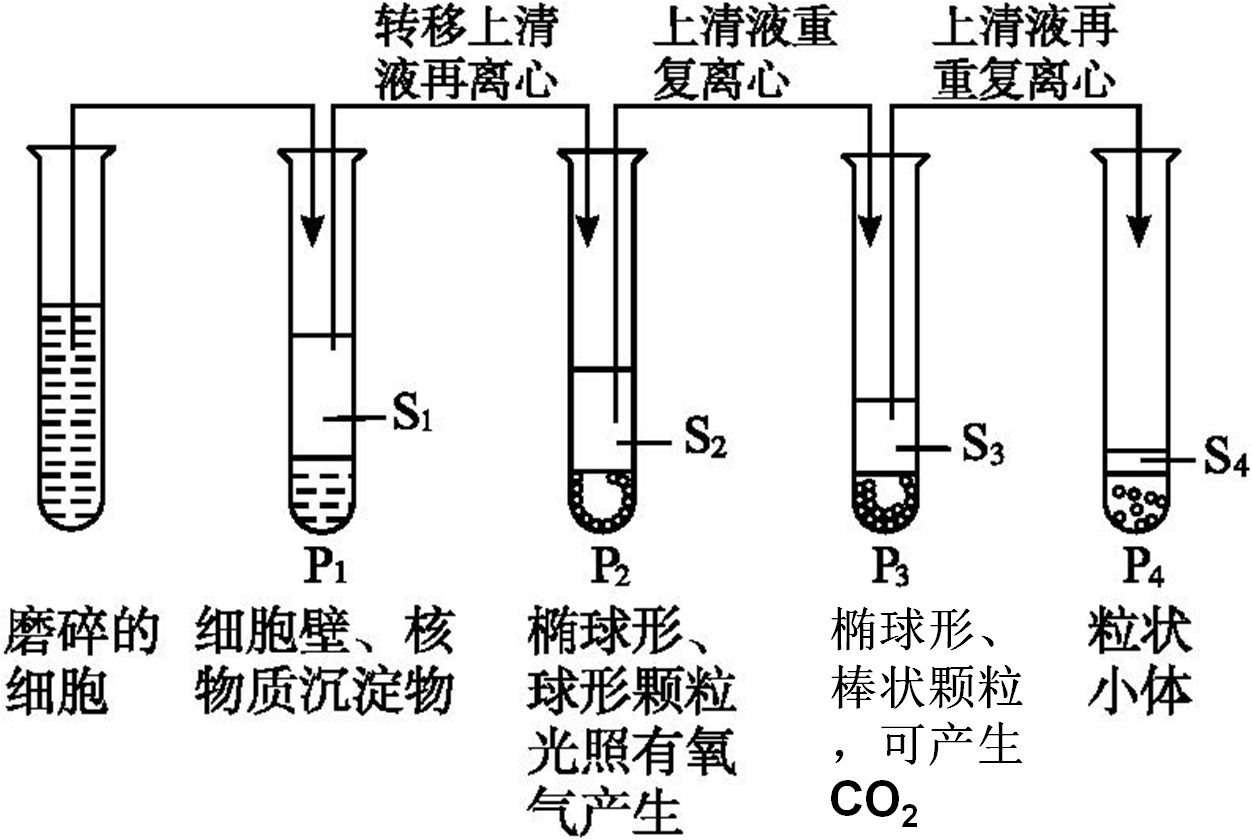 转移上清
液再离心
上清液重
复离心
上清液再
重复离心
S1
S2
S3
S4
P1
P2
P3
P4
磨碎的
细胞
细胞壁、核
物质沉淀物
椭球形、
球形颗粒
光照有氧
气产生
椭球形、
棒状颗粒
，可产生
CO2
粒状
小体